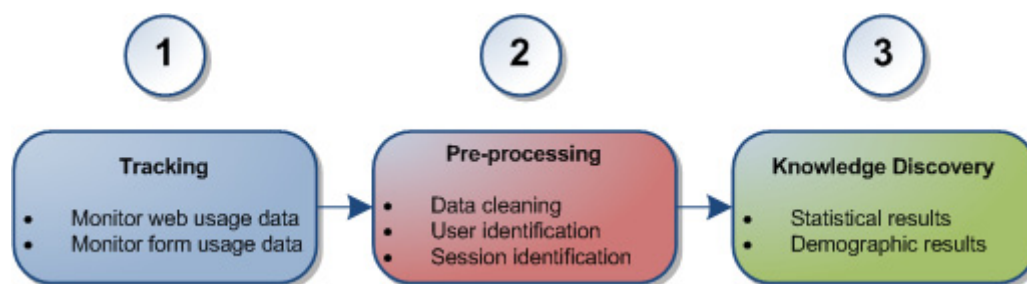 1
2
3
Tracking
• Monitor web usage data
• Monitor form usage data
Pre-processing
• Data cleaning
• User identification
• Session identification
Knowledge Discovery
• Statistical results
• Demographic results